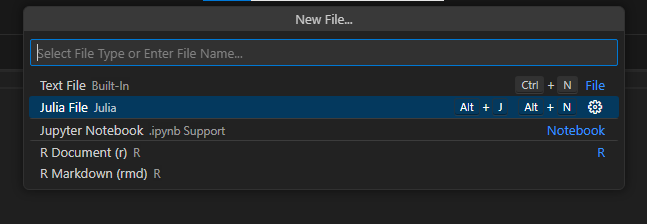 New File...
Select File Type or Enter File Name...
Text File Built-In Ctrl + N File
Julia File Julia Alt + J Alt + N
Jupyter Notebook .ipynb Support Notebook
R Document (r) R R
R Markdown (rmd) R